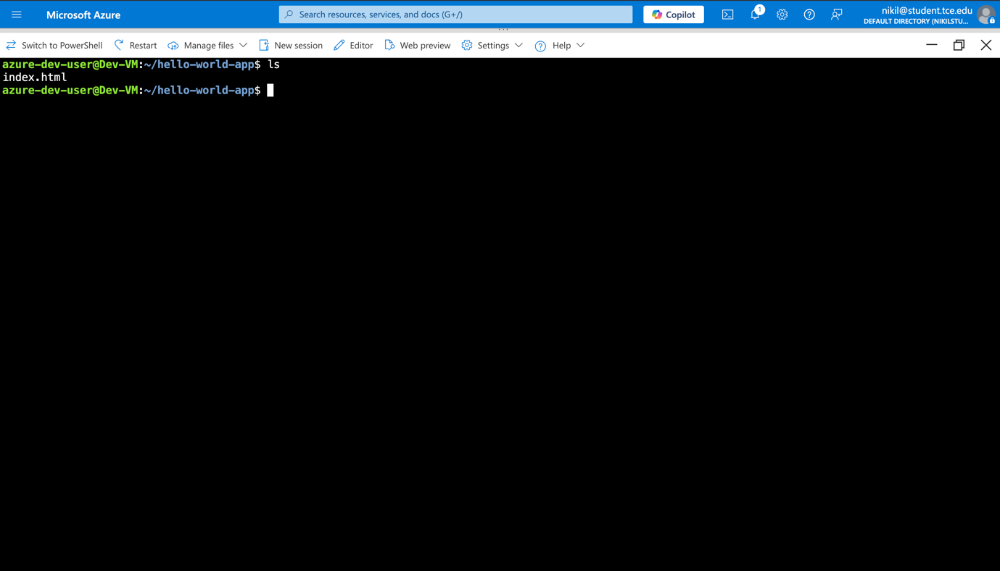 Microsoft Azure
Search resources, services, and docs (G+/)
Copilot
1
nikil@student.tce.edu
DEFAULT DIRECTORY (NIKILSTU...
Switch to PowerShell
Restart
Manage files
New session
Editor
Web preview
Settings
Help
azure-dev-user@Dev-VM:~/hello-world-app$ ls
index.html
azure-dev-user@Dev-VM:~/hello-world-app$